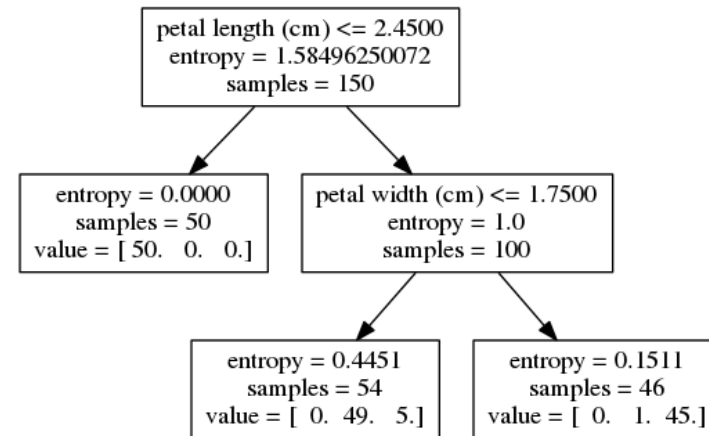 petal length (cm) <= 2.4500
entropy = 1.58496250072
samples = 150
entropy = 0.0000
samples = 50
value = [ 50.   0.   0.]
petal width (cm) <= 1.7500
entropy = 1.0
samples = 100
entropy = 0.4451
samples = 54
value = [  0.  49.   5.]
entropy = 0.1511
samples = 46
value = [  0.   1.  45.]